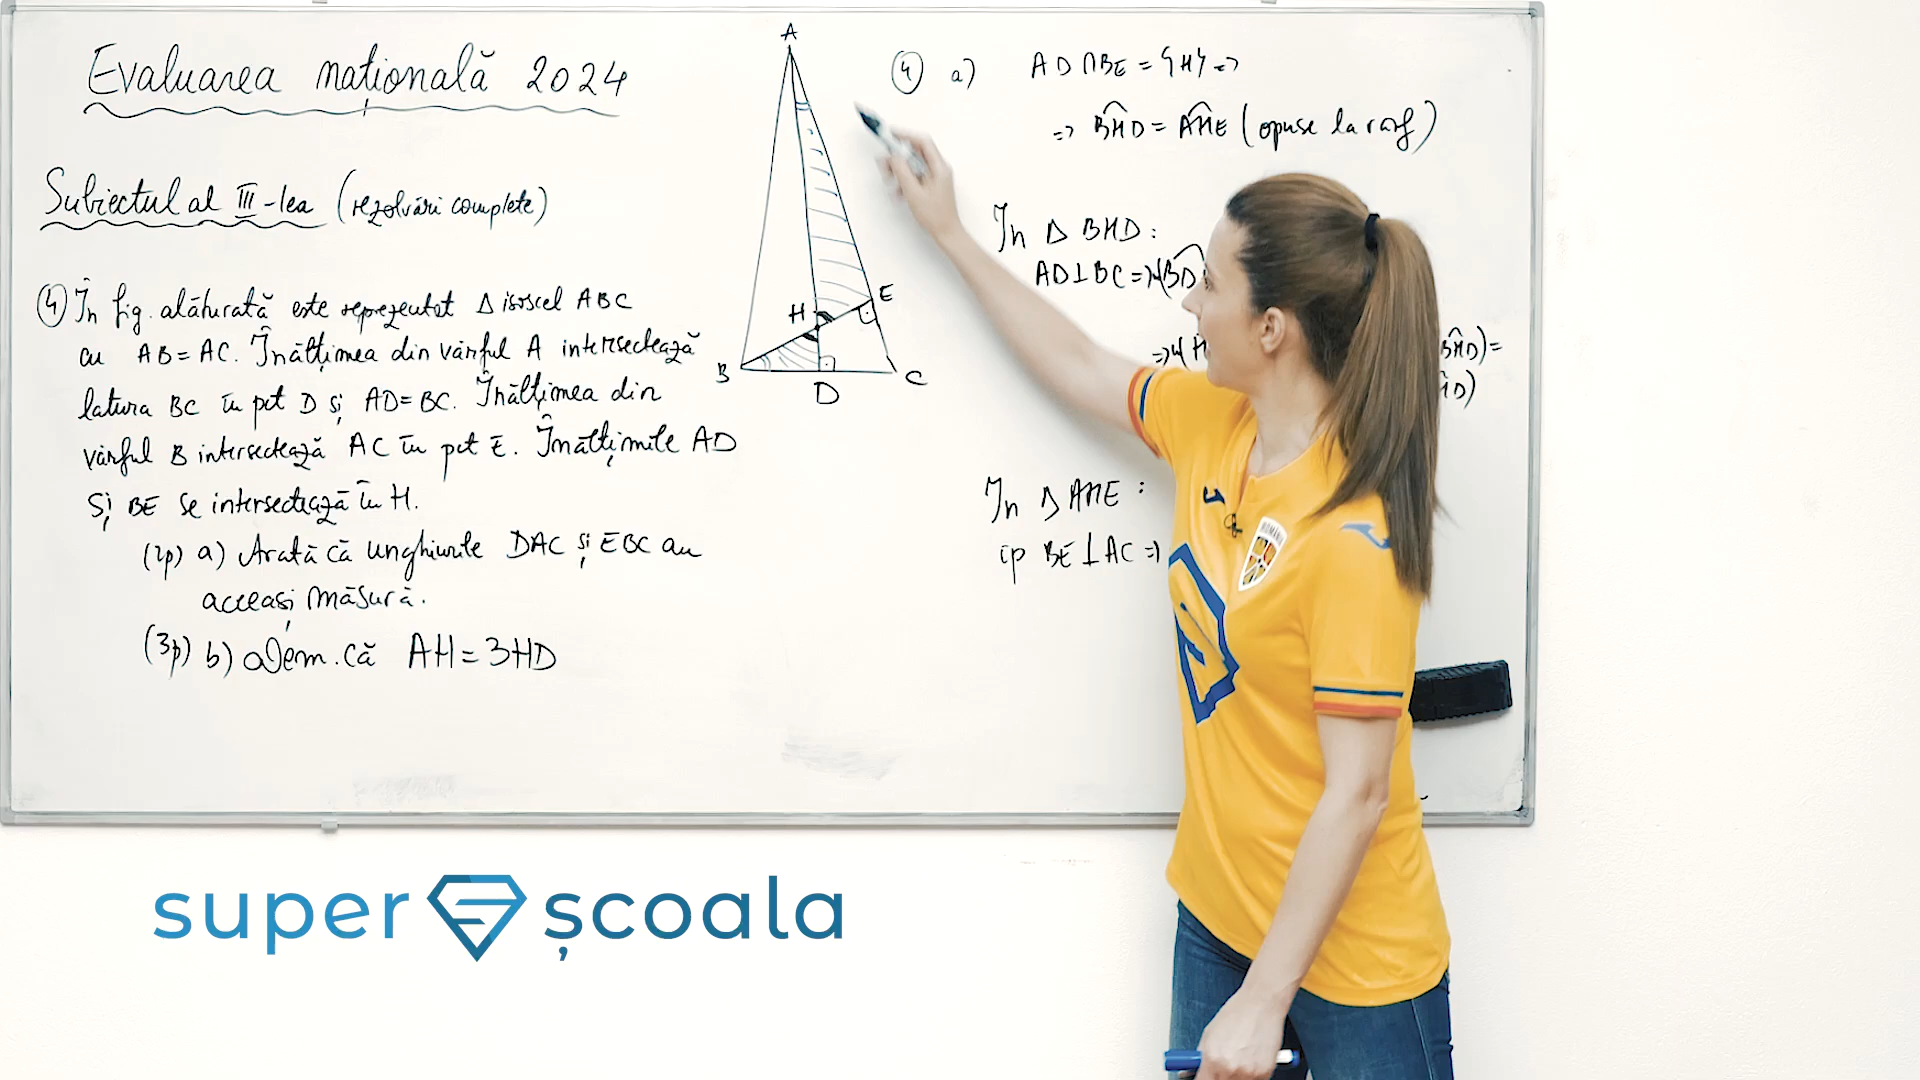 Evaluarea națională 2024
Subiectul al III-lea (rezolvări complete)
4 În fig. alăturată este reprezentat Δ isoscel ABC
cu AB = AC. Înălțimea din vârful A intersectează
latura BC în pct D și AD = BC. Înălțimea din
vârful B intersectează AC în pct E. Înălțimile AD
și BE se intersectează în H.
(2p) a) Arată că unghiurile DAC și EBC au
aceeași măsură.
(3p) b) Dem. că AH = 3HD
A
H
E
B
D
C
4 a) AD ∩ BE = {H} =>
=> BHD = AHE (opuse la vârf)
În Δ BHD:
AD ⊥ BC =>
BHD) =
În Δ AHE:
BE ⊥ AC =>
super școala
ROMÂNIA